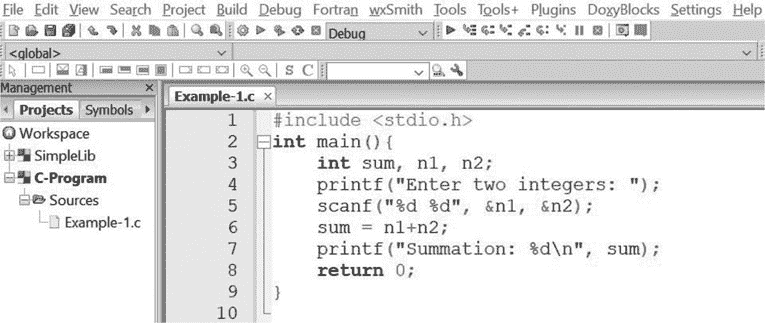 File Edit View Search Project Build Debug Fortran wxSmith Tools Tools+ Plugins DoxyBlocks Settings Help
Debug
<global>
S C
Management
Example-1.c
Projects Symbols
Workspace
SimpleLib
C-Program
Sources
Example-1.c
1 #include <stdio.h>
2 int main(){
3 int sum, n1, n2;
4 printf("Enter two integers: ");
5 scanf("%d %d", &n1, &n2);
6 sum = n1+n2;
7 printf("Summation: %d\n", sum);
8 return 0;
9 }
10